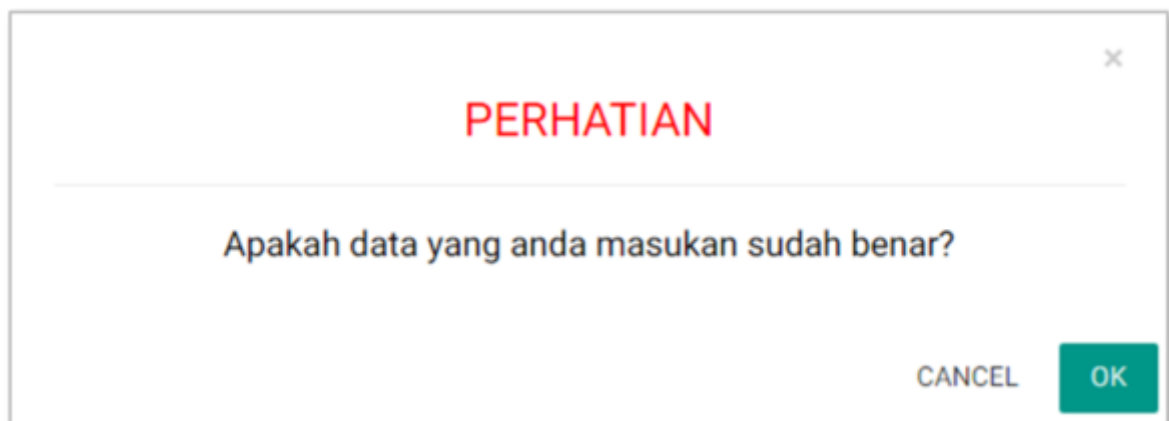 ×
PERHATIAN
Apakah data yang anda masukan sudah benar?
CANCEL OK